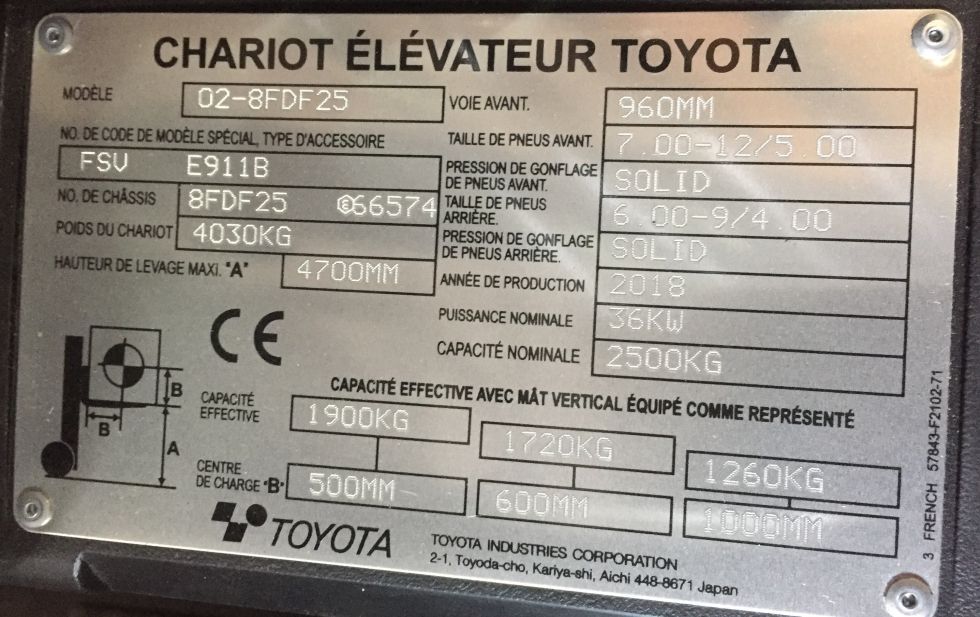 CHARIOT ÉLÉVATEUR TOYOTA
MODÈLE 02-8FDF25
NO. DE CODE DE MODÈLE SPÉCIAL, TYPE D'ACCESSOIRE
FSV E911B
NO. DE CHÂSSIS 8FDF25 E66574
POIDS DU CHARIOT 4030KG
HAUTEUR DE LEVAGE MAXI. "A" 4700MM
VOIE AVANT. 960MM
TAILLE DE PNEUS AVANT. 7.00-12/5.00
PRESSION DE GONFLAGE
DE PNEUS AVANT. SOLID
TAILLE DE PNEUS
ARRIÈRE. 6.00-9/4.00
PRESSION DE GONFLAGE
DE PNEUS ARRIÈRE. SOLID
ANNÉE DE PRODUCTION 2018
PUISSANCE NOMINALE 36KW
CAPACITÉ NOMINALE 2500KG
CE
B
"B"
A
CAPACITÉ EFFECTIVE AVEC MÂT VERTICAL ÉQUIPÉ COMME REPRÉSENTÉ
CAPACITÉ
EFFECTIVE 1900KG 1720KG 1260KG
CENTRE
DE CHARGE "B" 500MM 600MM 1000MM
TOYOTA
TOYOTA INDUSTRIES CORPORATION
2-1, Toyoda-cho, Kariya-shi, Aichi 448-8671 Japan
3 FRENCH 57843-F2102-71